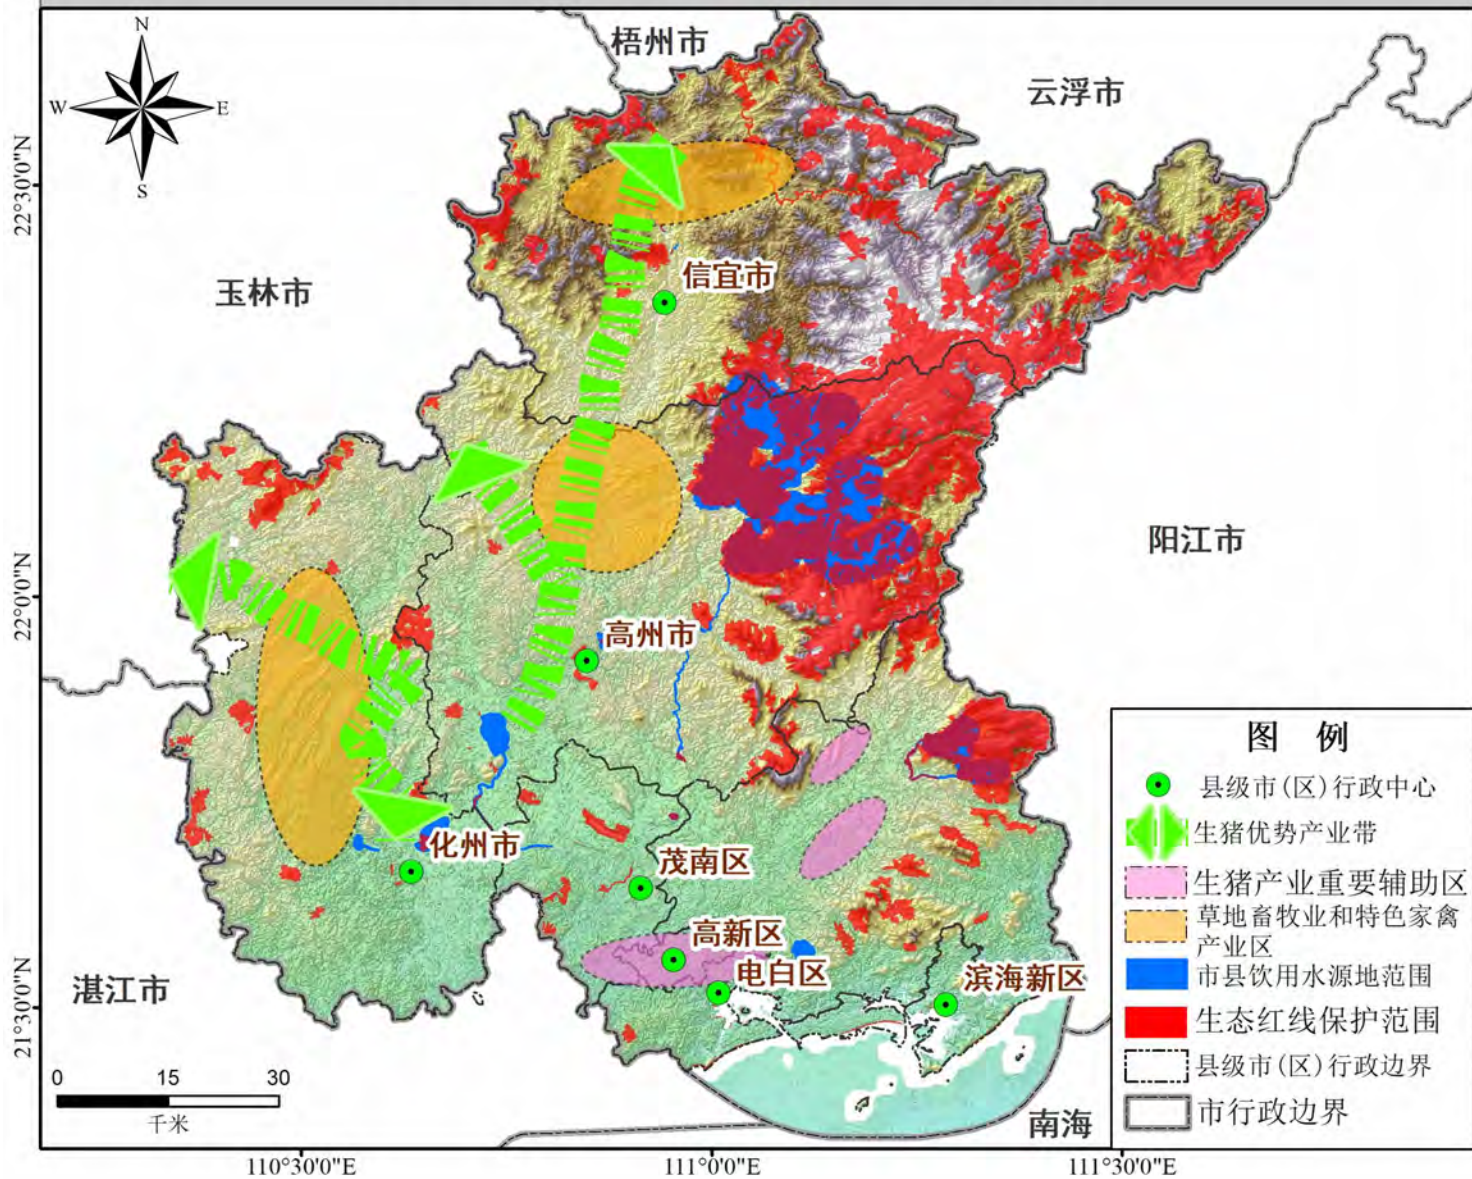 N
W
E
S
梧州市
云浮市
22°30'0"N
玉林市
信宜市
阳江市
22°0'0"N
高州市
化州市
茂南区
高新区
电白区
滨海新区
湛江市
21°30'0"N
南海
0 15 30
千米
110°30'0"E
111°0'0"E
111°30'0"E
图 例
县级市(区)行政中心
生猪优势产业带
生猪产业重要辅助区
草地畜牧业和特色家禽
产业区
市县饮用水源地范围
生态红线保护范围
县级市(区)行政边界
市行政边界